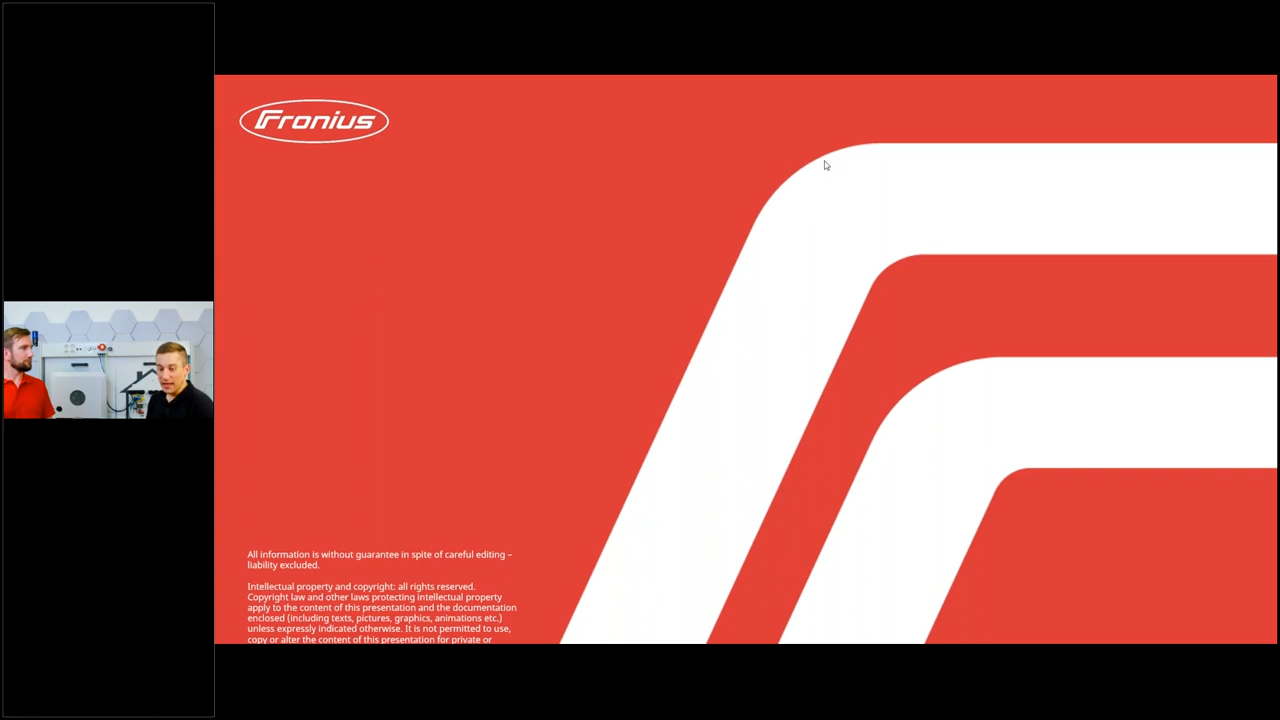 Fronius
All information is without guarantee in spite of careful editing –
liability excluded.
Intellectual property and copyright: all rights reserved.
Copyright law and other laws protecting intellectual property
apply to the content of this presentation and the documentation
enclosed (including texts, pictures, graphics, animations etc.)
unless expressly indicated otherwise. It is not permitted to use,
copy or alter the content of this presentation for private or